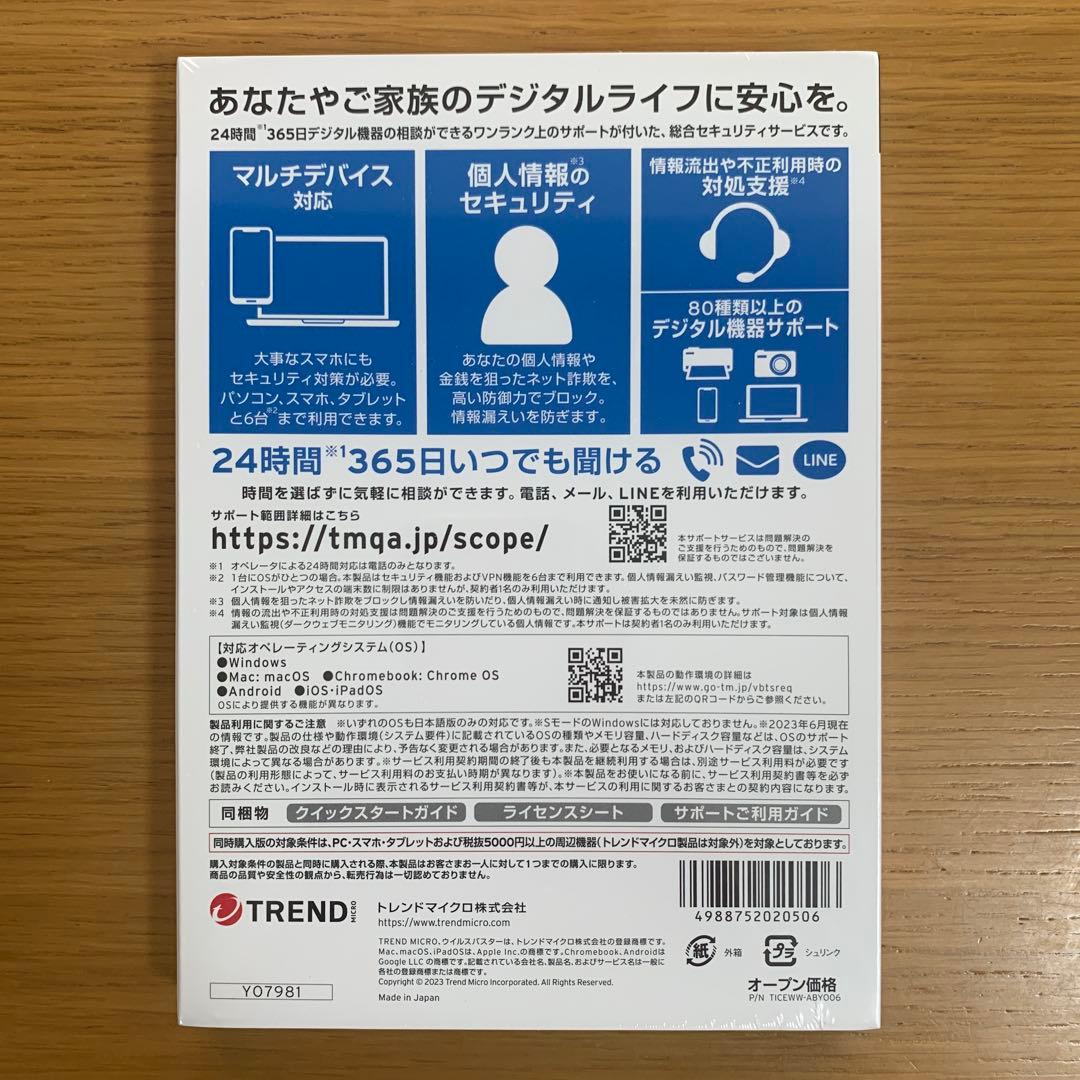 あなたやご家族のデジタルライフに安心を。
24時間※1365日デジタル機器の相談ができるワンランク上のサポートが付いた、総合セキュリティサービスです。
マルチデバイス
対応
大事なスマホにも
セキュリティ対策が必要。
パソコン、スマホ、タブレット
と6台※2まで利用できます。
個人情報の※3
セキュリティ
あなたの個人情報や
金銭を狙ったネット詐欺を、
高い防御力でブロック。
情報漏えいを防ぎます。
情報流出や不正利用時の
対処支援※4
80種類以上の
デジタル機器サポート
24時間※1365日いつでも聞ける
LINE
時間を選ばずに気軽に相談ができます。電話、メール、LINEを利用いただけます。
サポート範囲詳細はこちら
https://tmqa.jp/scope/
本サポートサービスは問題解決の
ご支援を行うためのもので、問題解決を
保証するものではございません。
※1 オペレータによる24時間対応は電話のみとなります。
※2 1台にOSがひとつの場合。本製品はセキュリティ機能およびVPN機能を6台まで利用できます。個人情報漏えい監視、パスワード管理機能について、
インストールやアクセスの端末数に制限はありませんが、契約者1名のみ利用いただけます。
※3 個人情報を狙ったネット詐欺をブロックし情報漏えいを防いだり、個人情報漏えい時に通知し被害拡大を未然に防ぎます。
※4 情報の流出や不正利用時の対処支援は問題解決のご支援を行うためのもので、問題解決を保証するものではありません。サポート対象は個人情報
漏えい監視(ダークウェブモニタリング)機能でモニタリングしている個人情報です。本サポートは契約者1名のみ利用いただけます。
【対応オペレーティングシステム(OS)】
●Windows
●Mac: macOS ●Chromebook: Chrome OS
●Android ●iOS・iPadOS
OSにより提供する機能が異なります。
本製品の動作環境の詳細は
https://www.go-tm.jp/vbtsreq
または左記のQRコードからご参照ください。
製品利用に関するご注意 ※いずれのOSも日本語版のみの対応です。※SモードのWindowsには対応しておりません。※2023年6月現在
の情報です。製品の仕様や動作環境(システム要件)に記載されているOSの種類やメモリ容量、ハードディスク容量などは、OSのサポート
終了、弊社製品の改良などの理由により、予告なく変更される場合があります。また、必要となるメモリ、およびハードディスク容量は、システム
環境によって異なる場合があります。※サービス利用契約期間の終了後も本製品を継続利用する場合は、別途サービス利用料が必要です
(製品の利用形態によって、サービス利用料のお支払い時期が異なります)。※本製品をお使いになる前に、サービス利用契約書等を必ず
お読みください。インストール時に表示されるサービス利用契約書等が、本サービスの利用に関するお客さまとの契約内容になります。
同梱物 クイックスタートガイド ライセンスシート サポートご利用ガイド
同時購入版の対象条件は、PC・スマホ・タブレットおよび税抜5000円以上の周辺機器(トレンドマイクロ製品は対象外)を対象としております。
購入対象条件の製品と同時に購入される際、本製品はお客さまお一人に対して1つまでの購入に限ります。
商品の品質や安全性の観点から、転売行為は一切認めておりません。
TREND MICRO
トレンドマイクロ株式会社
https://www.trendmicro.com
4988752020506
TREND MICRO、ウイルスバスターは、トレンドマイクロ株式会社の登録商標です。
Mac、macOS、iPadOSは、Apple Inc.の商標です。Chromebook、Androidは
Google LLC の商標です。記載されている会社名、製品名、およびサービス名は一般に
各社の登録商標または商標です。
Copyright © 2023 Trend Micro Incorporated. All Rights Reserved.
Made in Japan
紙 外箱
プラ シュリンク
オープン価格
P/N TICEWW-ABYO06
Y07981